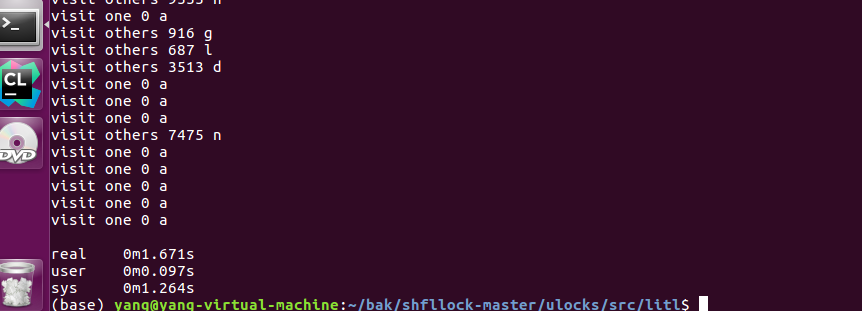 visit others 9553 n
visit one 0 a
visit others 916 g
visit others 687 l
visit others 3513 d
visit one 0 a
visit one 0 a
visit one 0 a
visit others 7475 n
visit one 0 a
visit one 0 a
visit one 0 a
visit one 0 a
visit one 0 a
real 0m1.671s
user 0m0.097s
sys 0m1.264s
(base) yang@yang-virtual-machine:~/bak/shfllock-master/ulocks/src/litl$
>_
CL
DVD